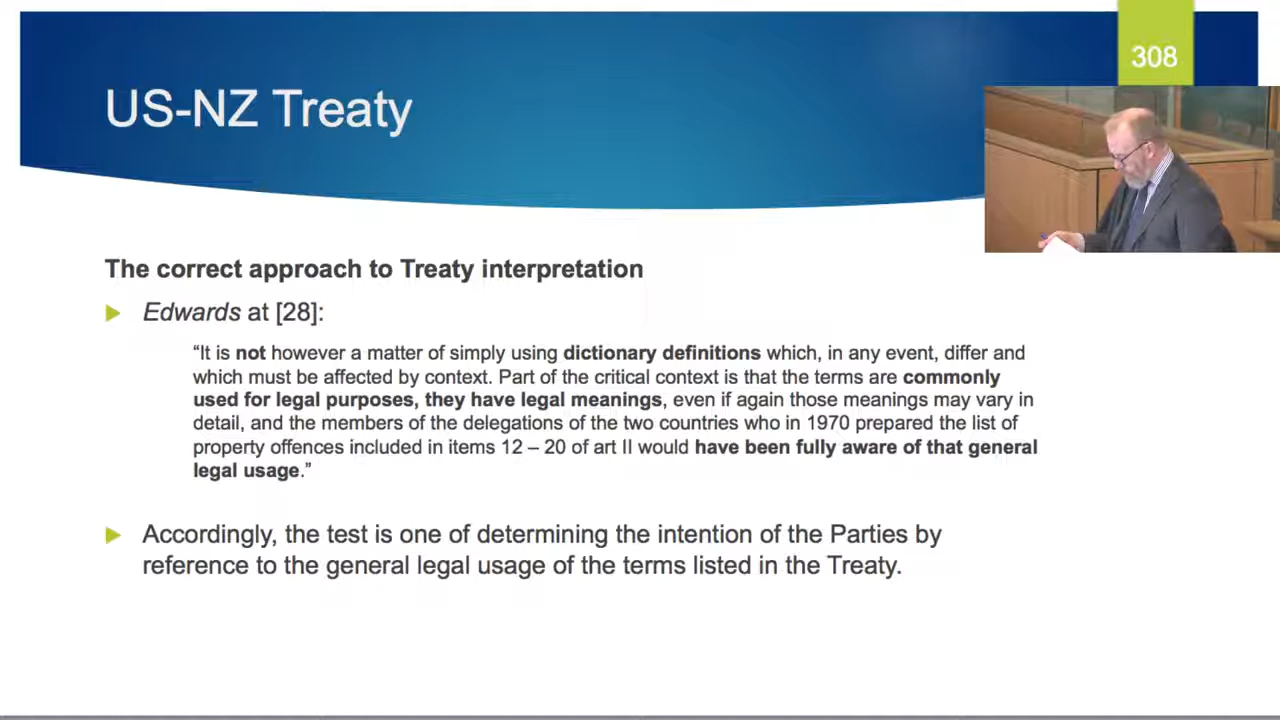 308
US-NZ Treaty
The correct approach to Treaty interpretation
Edwards at [28]:
“It is not however a matter of simply using dictionary definitions which, in any event, differ and
which must be affected by context. Part of the critical context is that the terms are commonly
used for legal purposes, they have legal meanings, even if again those meanings may vary in
detail, and the members of the delegations of the two countries who in 1970 prepared the list of
property offences included in items 12 – 20 of art II would have been fully aware of that general
legal usage.”
Accordingly, the test is one of determining the intention of the Parties by
reference to the general legal usage of the terms listed in the Treaty.